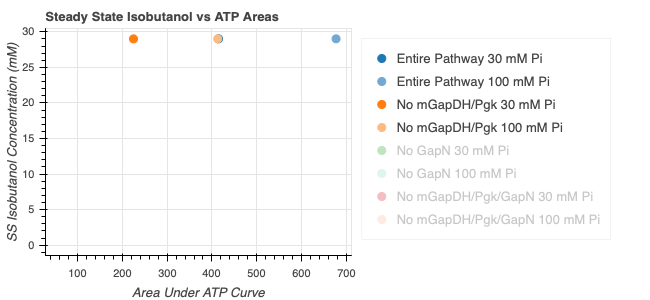 Steady State Isobutanol vs ATP Areas
SS Isobutanol Concentration (mM)
30
25
20
15
10
5
0
100 200 300 400 500 600 700
Area Under ATP Curve
Entire Pathway 30 mM Pi
Entire Pathway 100 mM Pi
No mGapDH/Pgk 30 mM Pi
No mGapDH/Pgk 100 mM Pi
No GapN 30 mM Pi
No GapN 100 mM Pi
No mGapDH/Pgk/GapN 30 mM Pi
No mGapDH/Pgk/GapN 100 mM Pi